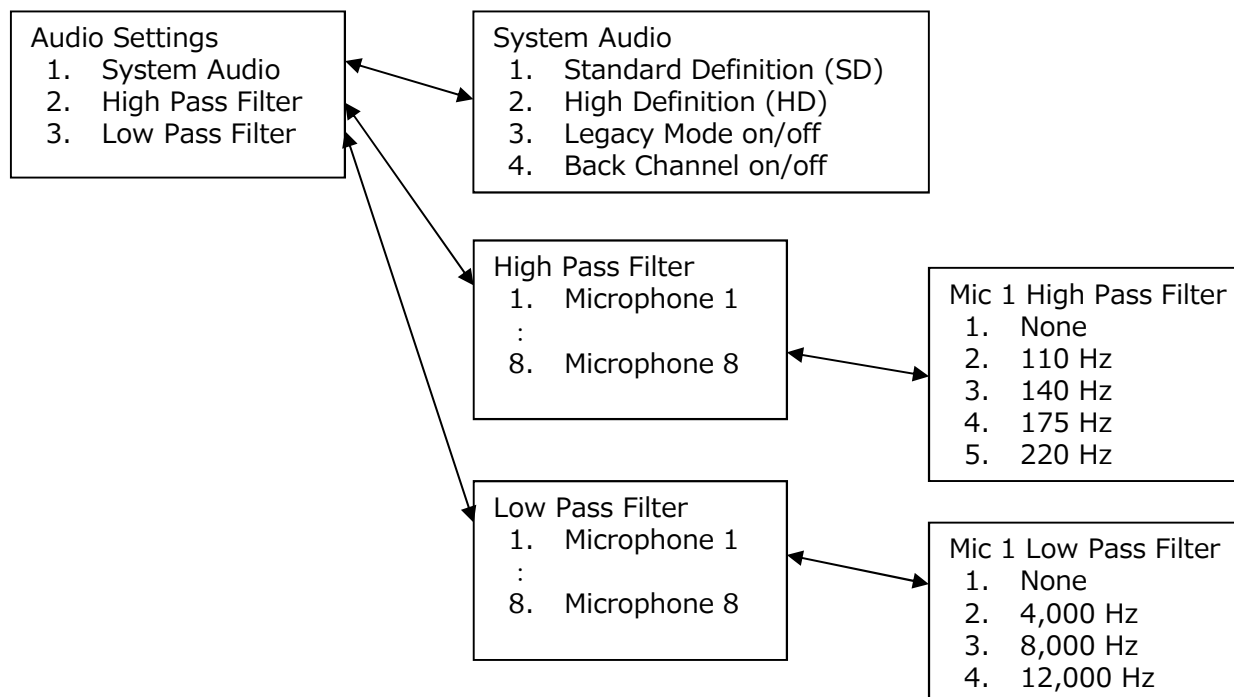 Audio Settings
1. System Audio
2. High Pass Filter
3. Low Pass Filter
System Audio
1. Standard Definition (SD)
2. High Definition (HD)
3. Legacy Mode on/off
4. Back Channel on/off
High Pass Filter
1. Microphone 1
:
8. Microphone 8
Mic 1 High Pass Filter
1. None
2. 110 Hz
3. 140 Hz
4. 175 Hz
5. 220 Hz
Low Pass Filter
1. Microphone 1
:
8. Microphone 8
Mic 1 Low Pass Filter
1. None
2. 4,000 Hz
3. 8,000 Hz
4. 12,000 Hz